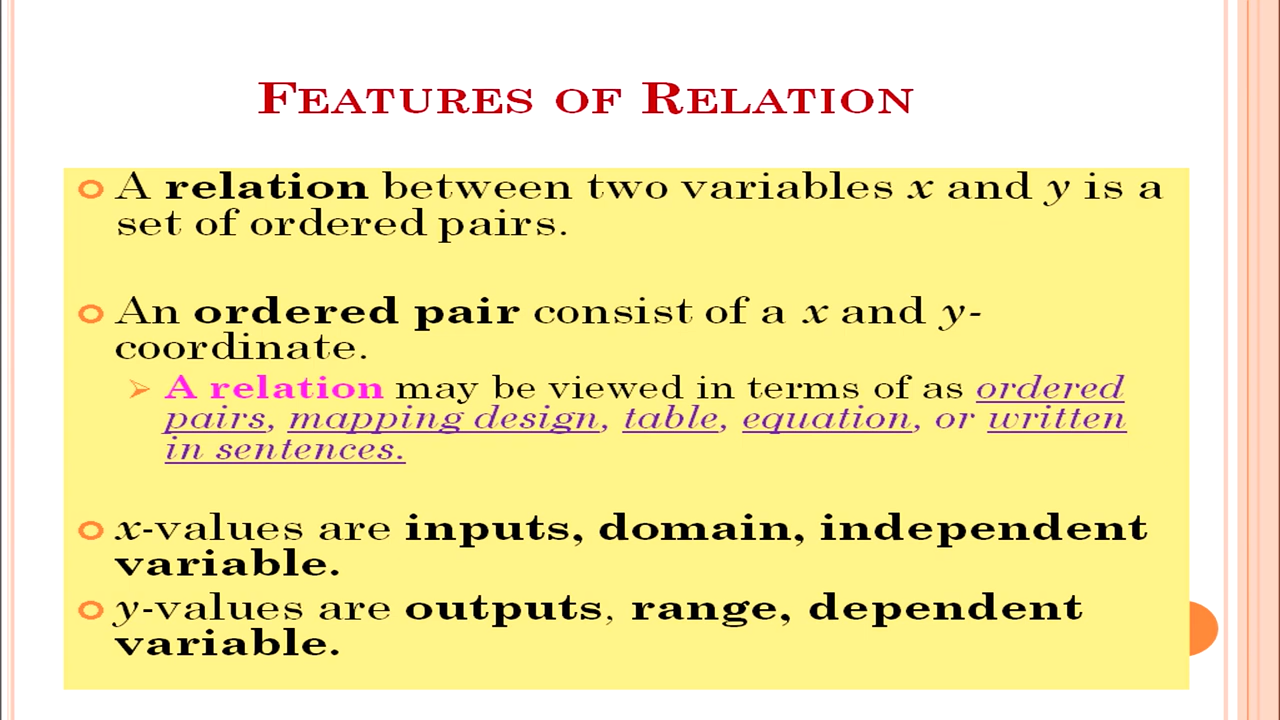 FEATURES OF RELATION
A relation between two variables x and y is a
set of ordered pairs.
An ordered pair consist of a x and y-
coordinate.
A relation may be viewed in terms of as ordered
pairs, mapping design, table, equation, or written
in sentences.
x-values are inputs, domain, independent
variable.
y-values are outputs, range, dependent
variable.